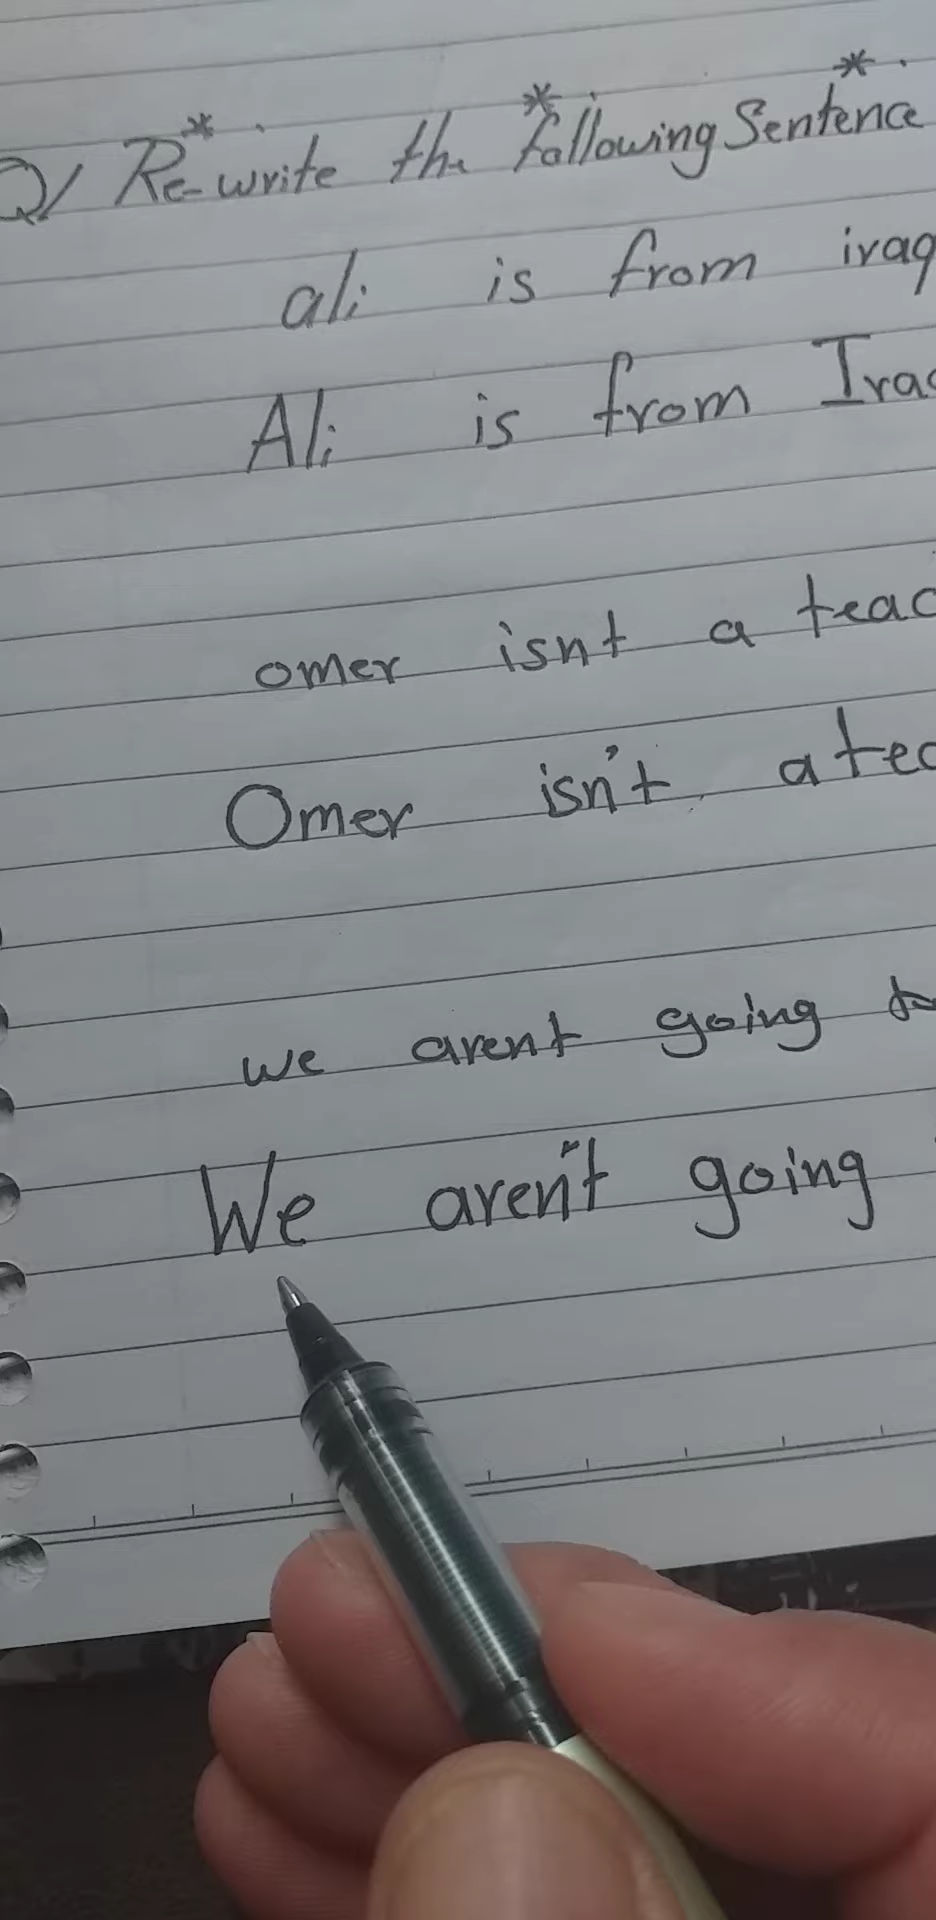 Q/ Re-write the following Sentence
ali is from iraq
Ali is from Iraq
omer isnt a teac
Omer isn't a tea
we arent going to
We aren't going